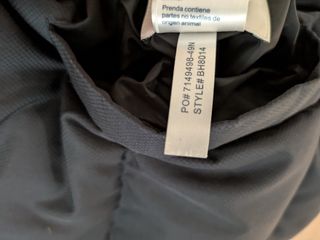 Prenda contiene
partes no textiles de
origen animal
PO# 7149498-49N
STYLE# BH8014